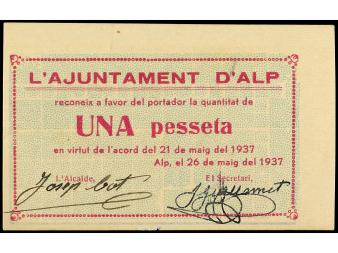 L'AJUNTAMENT D'ALP
reconeix a favor del portador la quantitat de
UNA pesseta
en virtut de l'acord del 21 de maig del 1937
Alp, el 26 de maig del 1937
L'Alcalde, El Secretari,